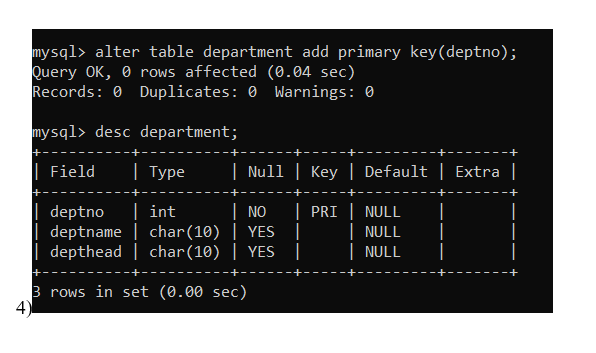 mysql> alter table department add primary key(deptno);
Query OK, 0 rows affected (0.04 sec)
Records: 0  Duplicates: 0  Warnings: 0
mysql> desc department;
+----------+----------+------+-----+---------+-------+
| Field    | Type     | Null | Key | Default | Extra |
+----------+----------+------+-----+---------+-------+
| deptno   | int      | NO   | PRI | NULL    |       |
| deptname | char(10) | YES  |     | NULL    |       |
| depthead | char(10) | YES  |     | NULL    |       |
+----------+----------+------+-----+---------+-------+
3 rows in set (0.00 sec)
4)